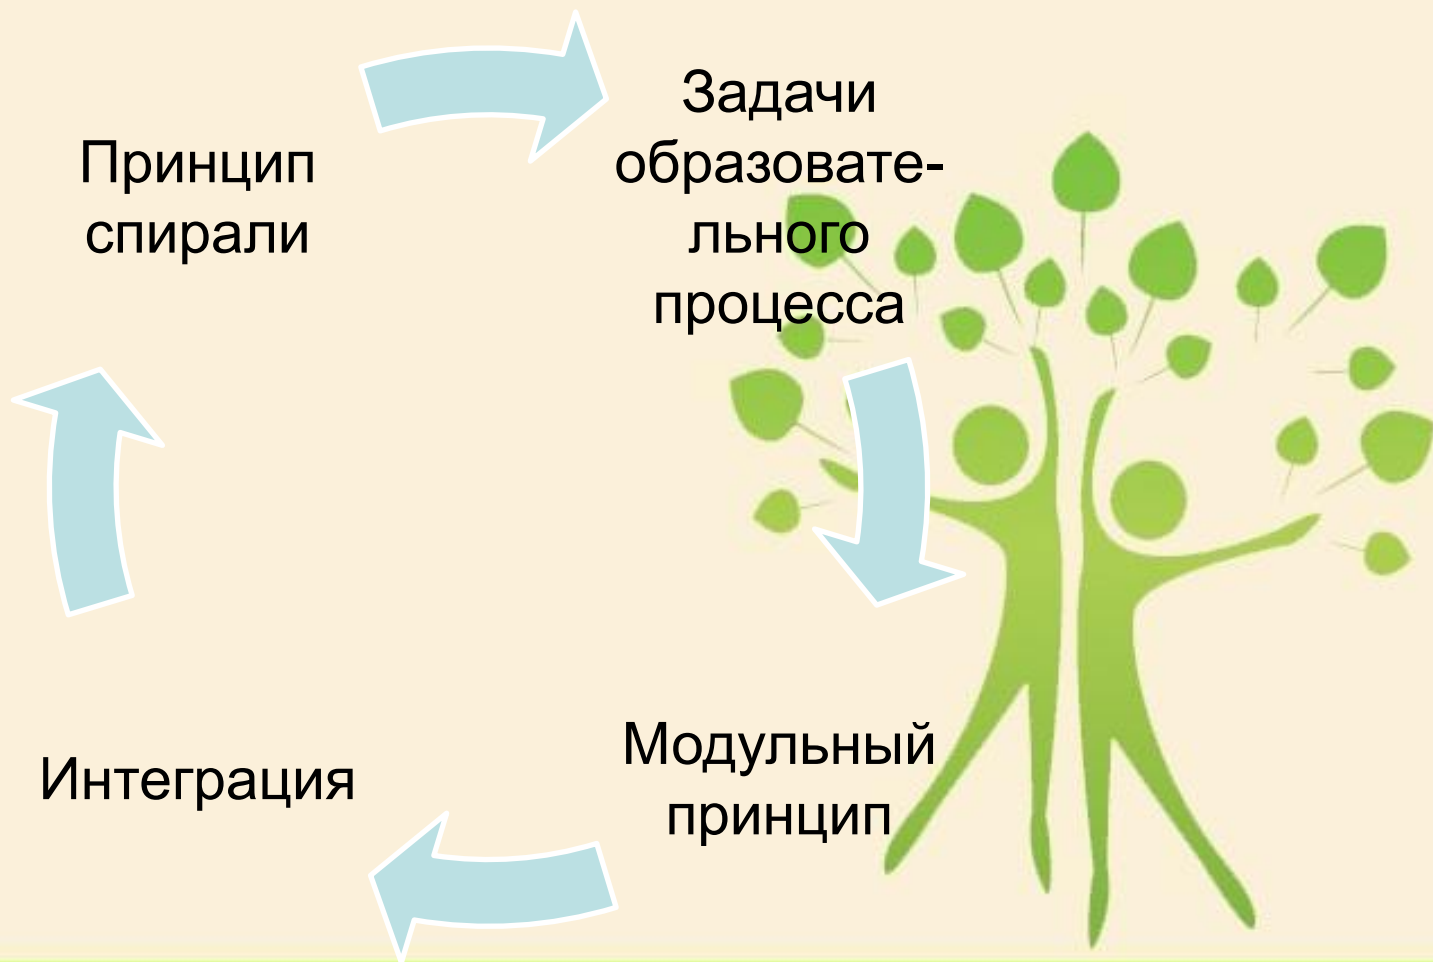 Принцип
спирали
Задачи
образовате-
льного
процесса
Модульный
принцип
Интеграция